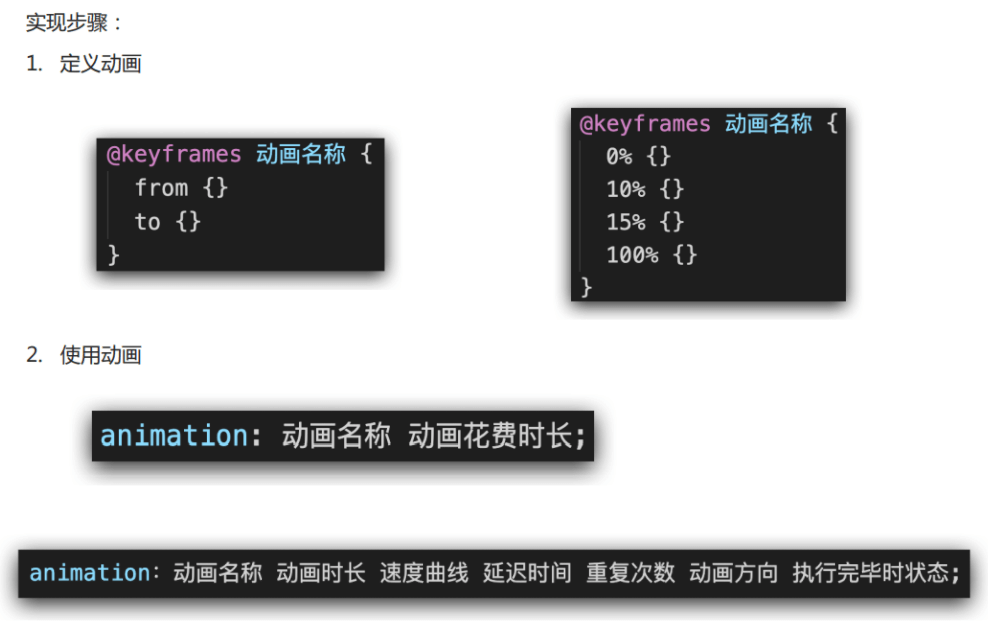 实现步骤：
1. 定义动画
@keyframes 动画名称 {
from {}
to {}
}
@keyframes 动画名称 {
0% {}
10% {}
15% {}
100% {}
}
2. 使用动画
animation: 动画名称 动画花费时长;
animation: 动画名称 动画时长 速度曲线 延迟时间 重复次数 动画方向 执行完毕时状态;